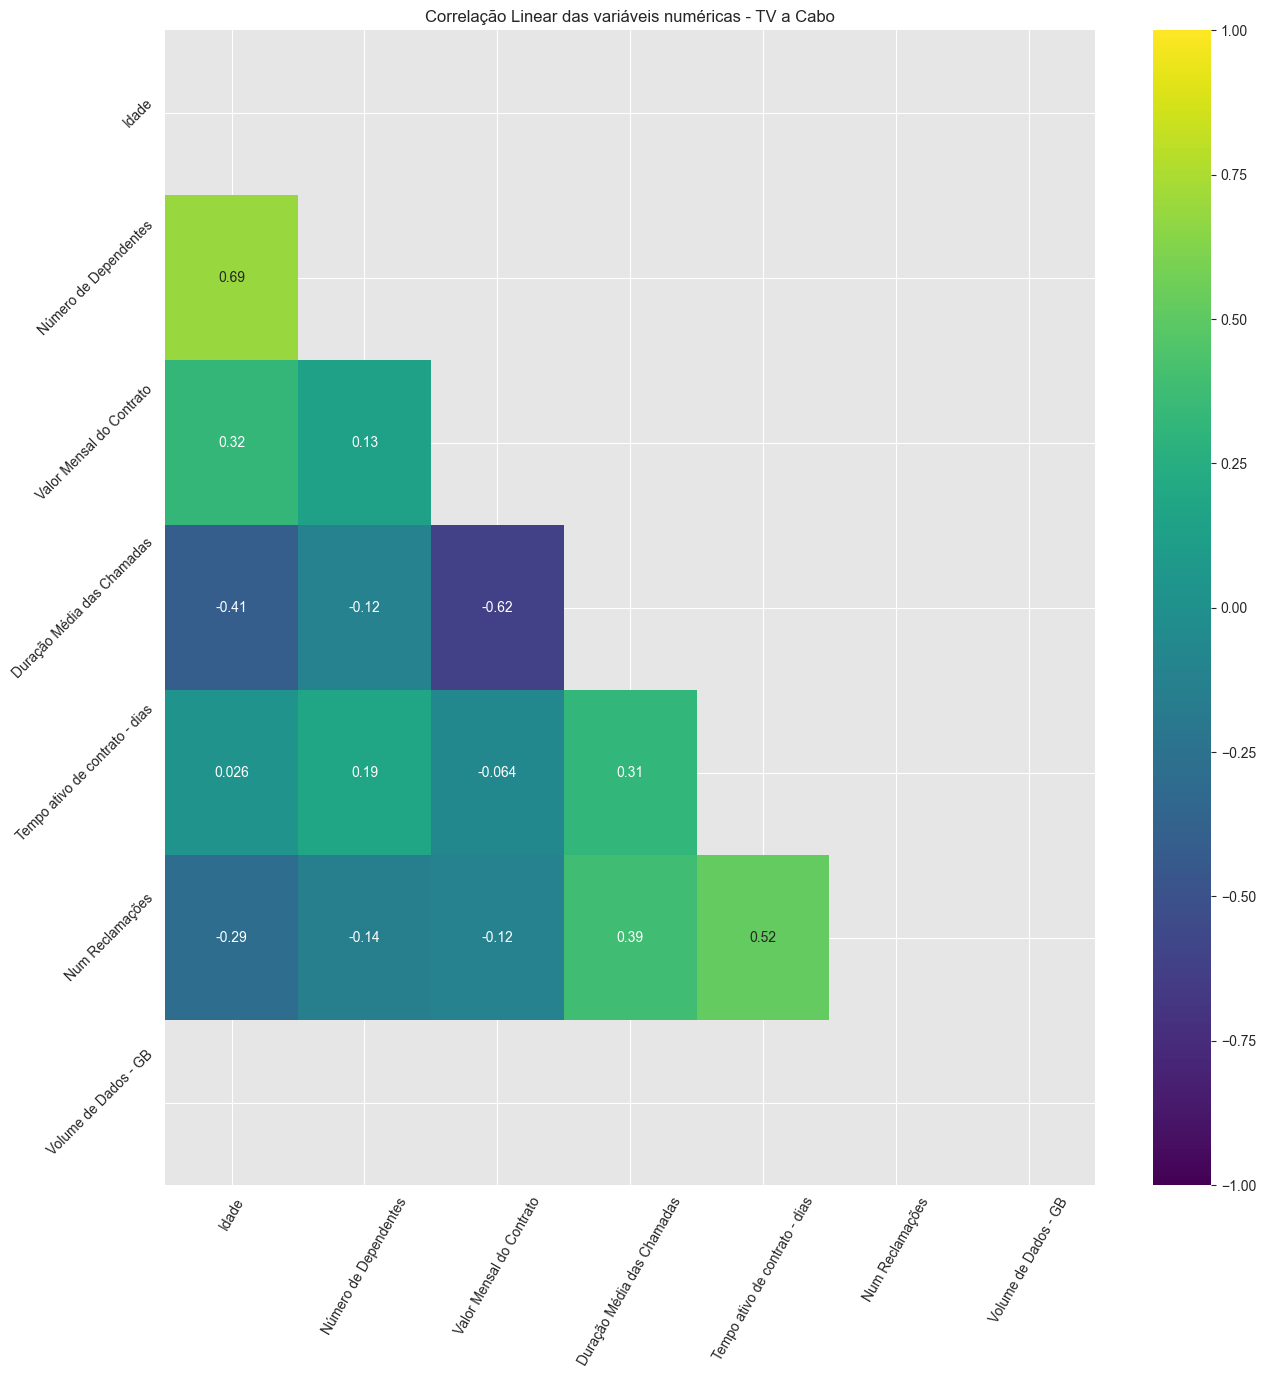 Correlação Linear das variáveis numéricas - TV a Cabo
Idade
Número de Dependentes
0.69
Valor Mensal do Contrato
0.32 0.13
Duração Média das Chamadas
-0.41 -0.12 -0.62
Tempo ativo de contrato - dias
0.026 0.19 -0.064 0.31
Num Reclamações
-0.29 -0.14 -0.12 0.39 0.52
Volume de Dados - GB
Idade
Número de Dependentes
Valor Mensal do Contrato
Duração Média das Chamadas
Tempo ativo de contrato - dias
Num Reclamações
Volume de Dados - GB
1.00
0.75
0.50
0.25
0.00
−0.25
−0.50
−0.75
−1.00